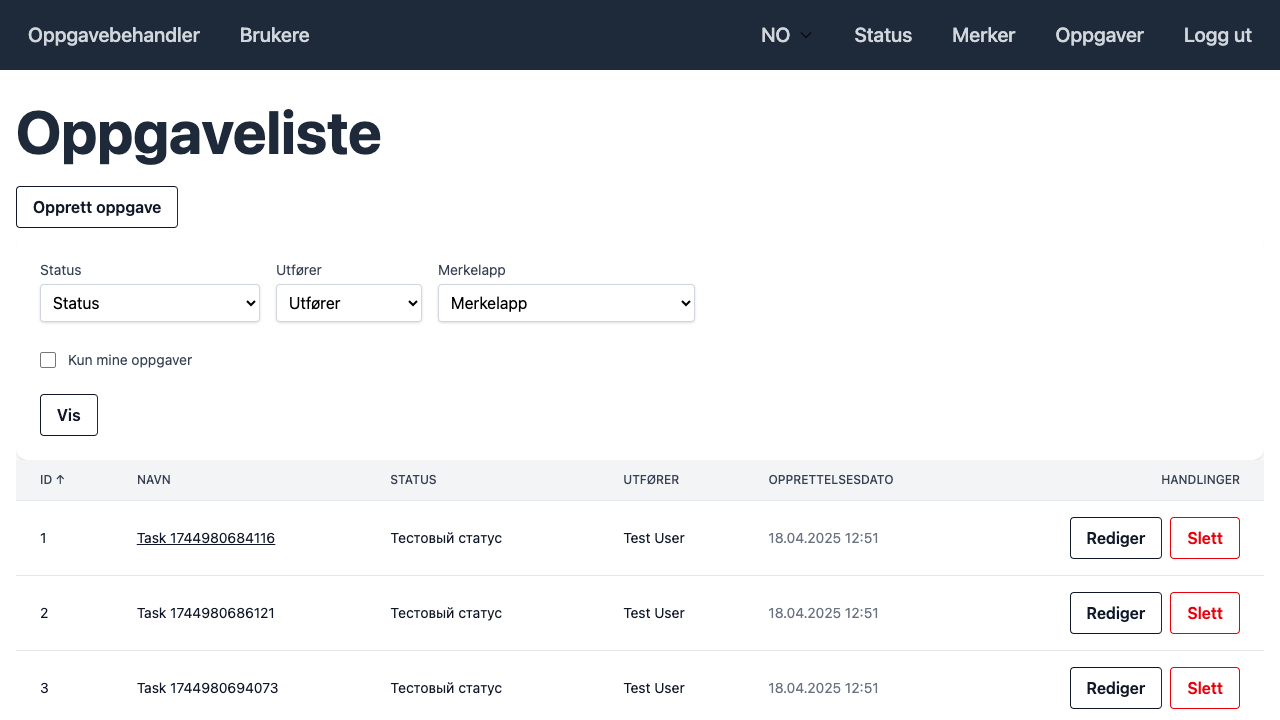 Oppgavebehandler Brukere NO Status Merker Oppgaver Logg ut
Oppgaveliste
Opprett oppgave
Status Utfører Merkelapp
Status Utfører Merkelapp
Kun mine oppgaver
Vis
ID ↑ NAVN STATUS UTFØRER OPPRETTELSESDATO HANDLINGER
1 Task 1744980684116 Тестовый статус Test User 18.04.2025 12:51 Rediger Slett
2 Task 1744980686121 Тестовый статус Test User 18.04.2025 12:51 Rediger Slett
3 Task 1744980694073 Тестовый статус Test User 18.04.2025 12:51 Rediger Slett